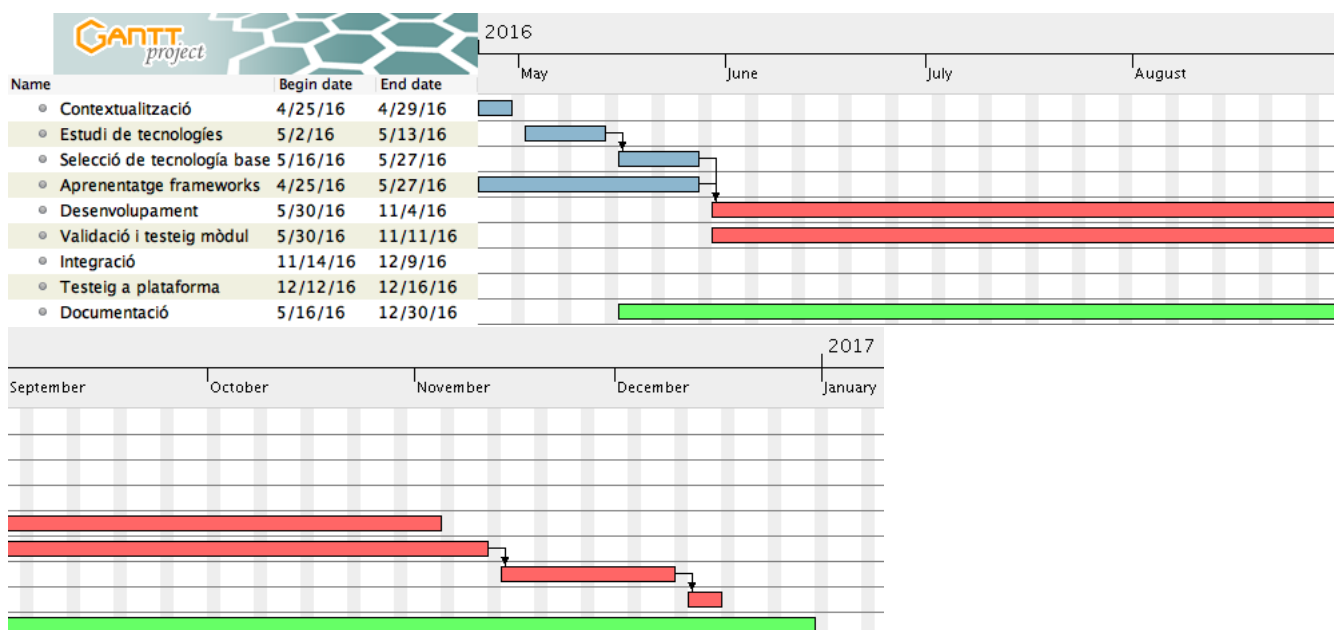 GANTT
project
2016
May June July August
Name Begin date End date
Contextualització 4/25/16 4/29/16
Estudi de tecnologíes 5/2/16 5/13/16
Selecció de tecnología base 5/16/16 5/27/16
Aprenentatge frameworks 4/25/16 5/27/16
Desenvolupament 5/30/16 11/4/16
Validació i testeig mòdul 5/30/16 11/11/16
Integració 11/14/16 12/9/16
Testeig a plataforma 12/12/16 12/16/16
Documentació 5/16/16 12/30/16
2017
September October November December January